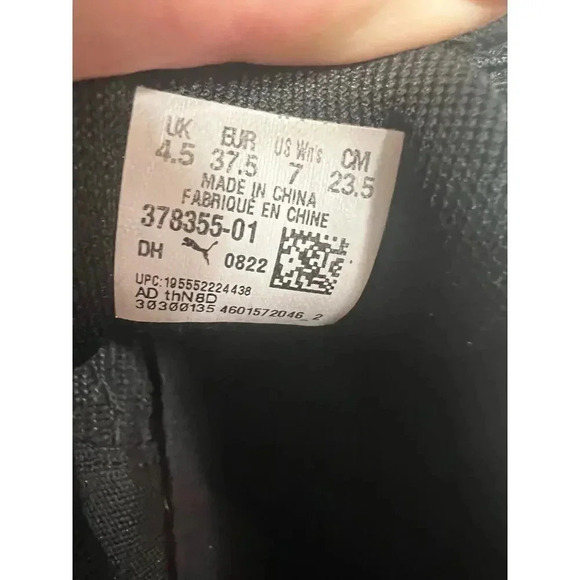 UK EUR US Wn's CM
4.5 37.5 7 23.5
MADE IN CHINA
FABRIQUÉ EN CHINE
378355-01
DH 0822
UPC:195552224438
AD thN8D
30300135 4601572046_2